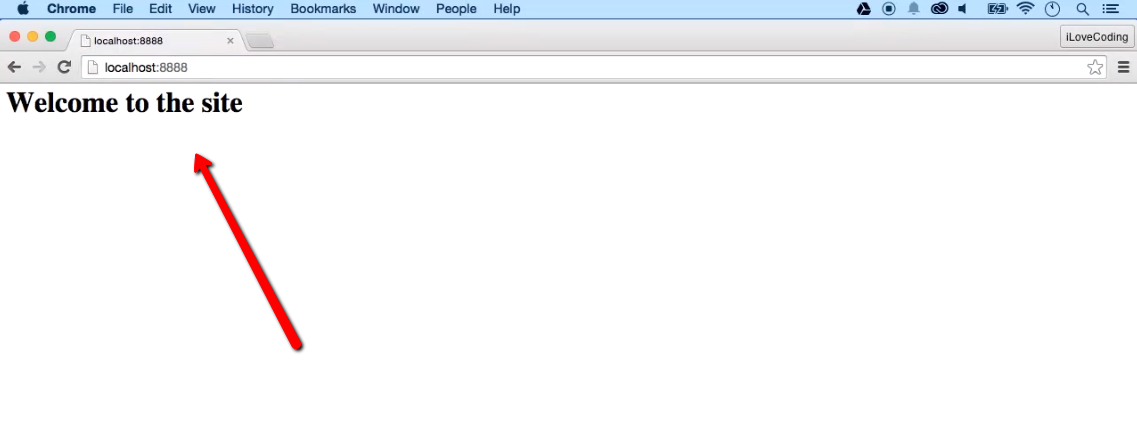 Chrome File Edit View History Bookmarks Window People Help
localhost:8888
iLoveCoding
localhost:8888
Welcome to the site